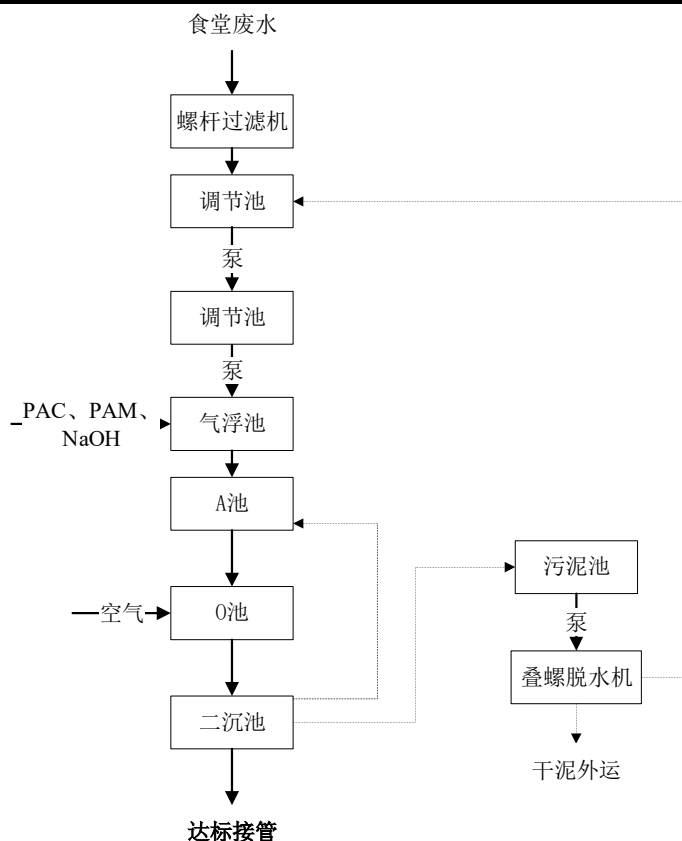 食堂废水
螺杆过滤机
调节池
泵
调节池
泵
PAC、PAM、
NaOH
气浮池
A池
污泥池
空气
O池
泵
叠螺脱水机
二沉池
干泥外运
达标接管